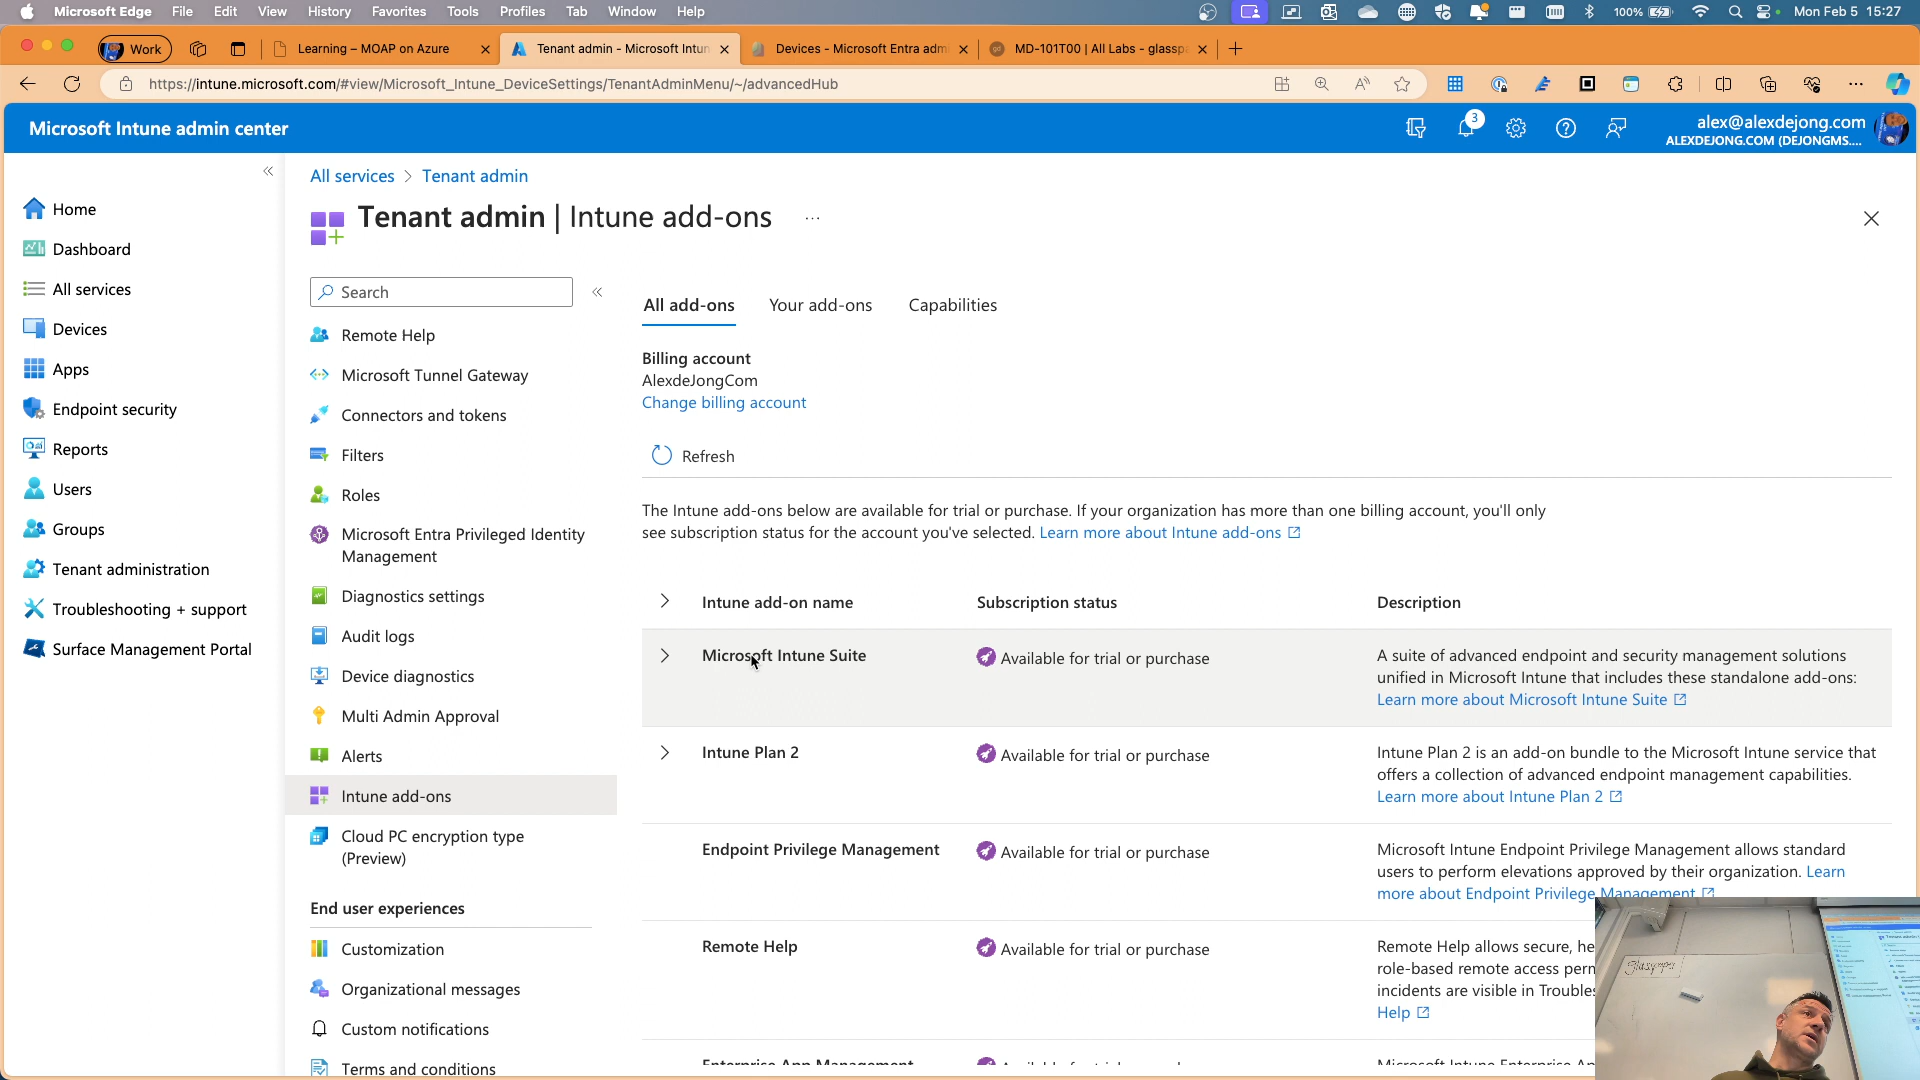 Microsoft Edge File Edit View History Favorites Tools Profiles Tab Window Help
100% Mon Feb 5 15:27
Work
Learning – MOAP on Azure
Tenant admin - Microsoft Intun
Devices - Microsoft Entra adm
MD-101T00 | All Labs - glassp
https://intune.microsoft.com/#view/Microsoft_Intune_DeviceSettings/TenantAdminMenu/~/advancedHub
Microsoft Intune admin center
3
alex@alexdejong.com
ALEXDEJONG.COM (DEJONGMS....
Home
Dashboard
All services
Devices
Apps
Endpoint security
Reports
Users
Groups
Tenant administration
Troubleshooting + support
Surface Management Portal
All services > Tenant admin
Tenant admin | Intune add-ons ...
Search
Remote Help
Microsoft Tunnel Gateway
Connectors and tokens
Filters
Roles
Microsoft Entra Privileged Identity
Management
Diagnostics settings
Audit logs
Device diagnostics
Multi Admin Approval
Alerts
Intune add-ons
Cloud PC encryption type
(Preview)
End user experiences
Customization
Organizational messages
Custom notifications
Terms and conditions
All add-ons Your add-ons Capabilities
Billing account
AlexdeJongCom
Change billing account
Refresh
The Intune add-ons below are available for trial or purchase. If your organization has more than one billing account, you'll only
see subscription status for the account you've selected. Learn more about Intune add-ons
Intune add-on name Subscription status Description
Microsoft Intune Suite Available for trial or purchase
A suite of advanced endpoint and security management solutions
unified in Microsoft Intune that includes these standalone add-ons:
Learn more about Microsoft Intune Suite
Intune Plan 2 Available for trial or purchase
Intune Plan 2 is an add-on bundle to the Microsoft Intune service that
offers a collection of advanced endpoint management capabilities.
Learn more about Intune Plan 2
Endpoint Privilege Management Available for trial or purchase
Microsoft Intune Endpoint Privilege Management allows standard
users to perform elevations approved by their organization. Learn
more about Endpoint Privilege Management
Remote Help Available for trial or purchase
Remote Help allows secure, he
role-based remote access perm
incidents are visible in Troubles
Help
Enterprise App Management